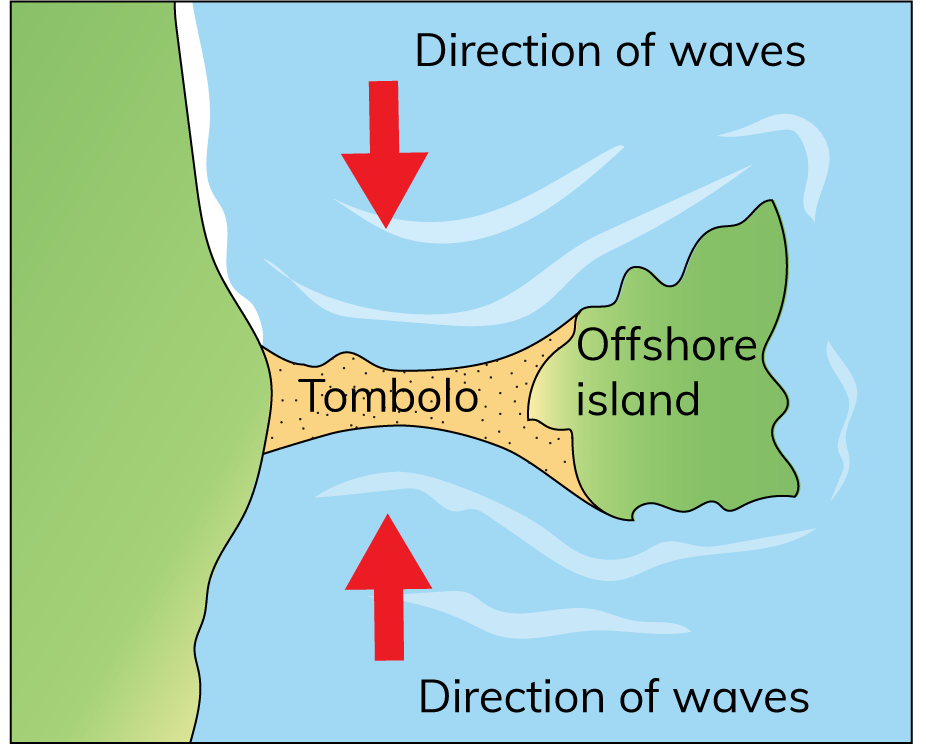 Direction of waves
Offshore
island
Tombolo
Direction of waves